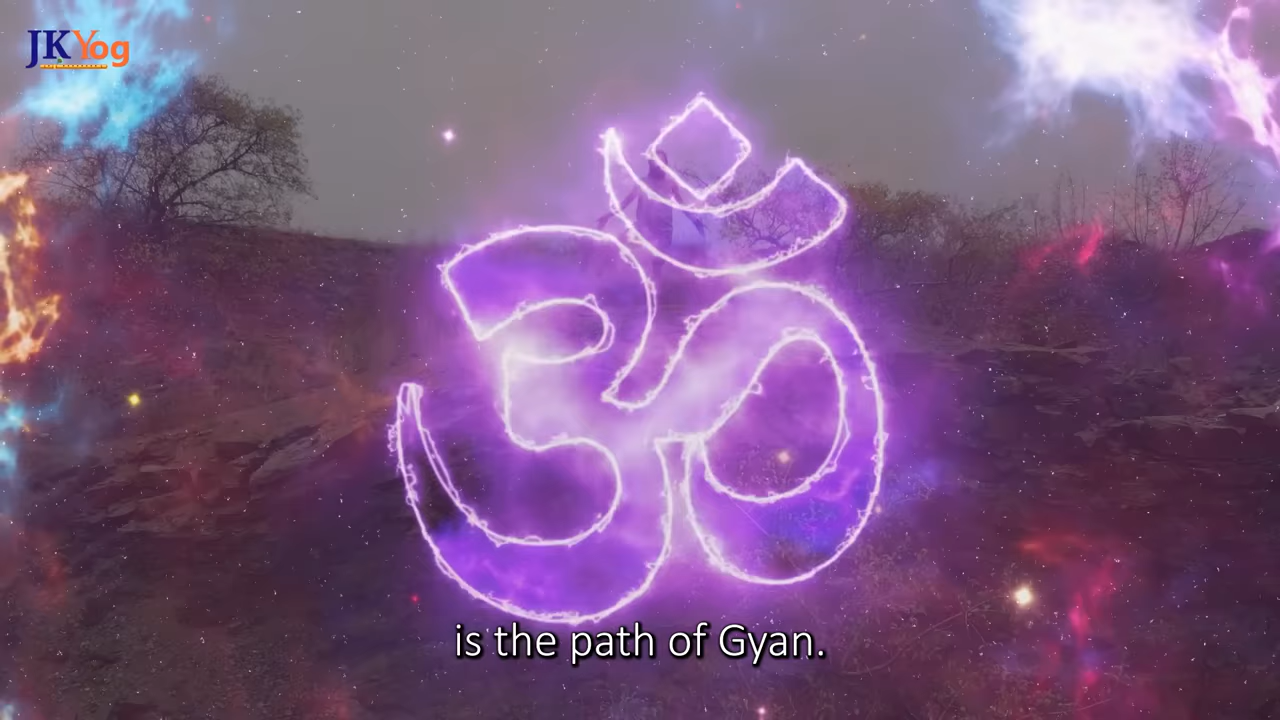 JKYog
ॐ
is the path of Gyan.